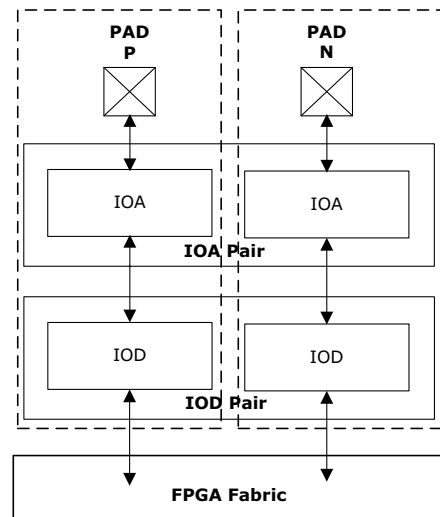 PAD
P
PAD
N
IOA
IOA
IOA Pair
IOD
IOD
IOD Pair
FPGA Fabric